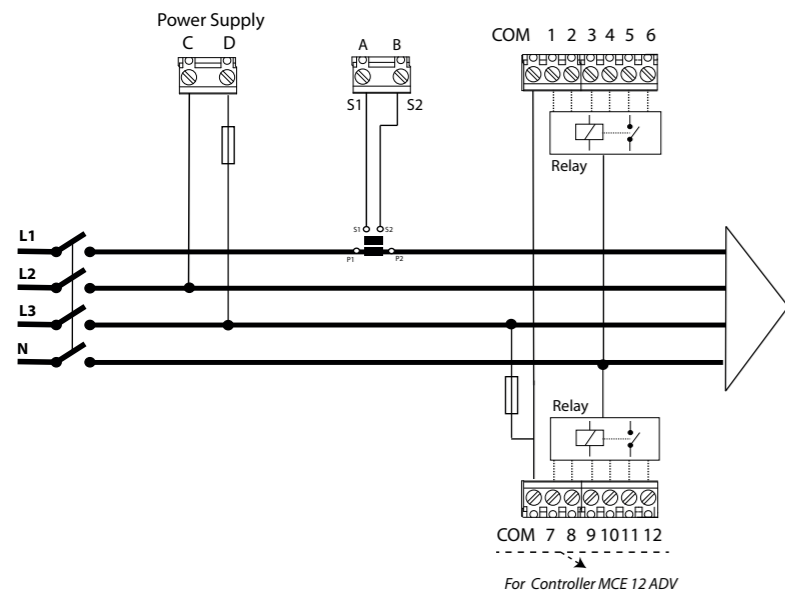 Power Supply
C D
A B
COM 1 2 3 4 5 6
S1 S2
Relay
S1 S2
L1
P1 P2
L2
L3
N
Relay
COM 7 8 9 10 11 12
For Controller MCE 12 ADV